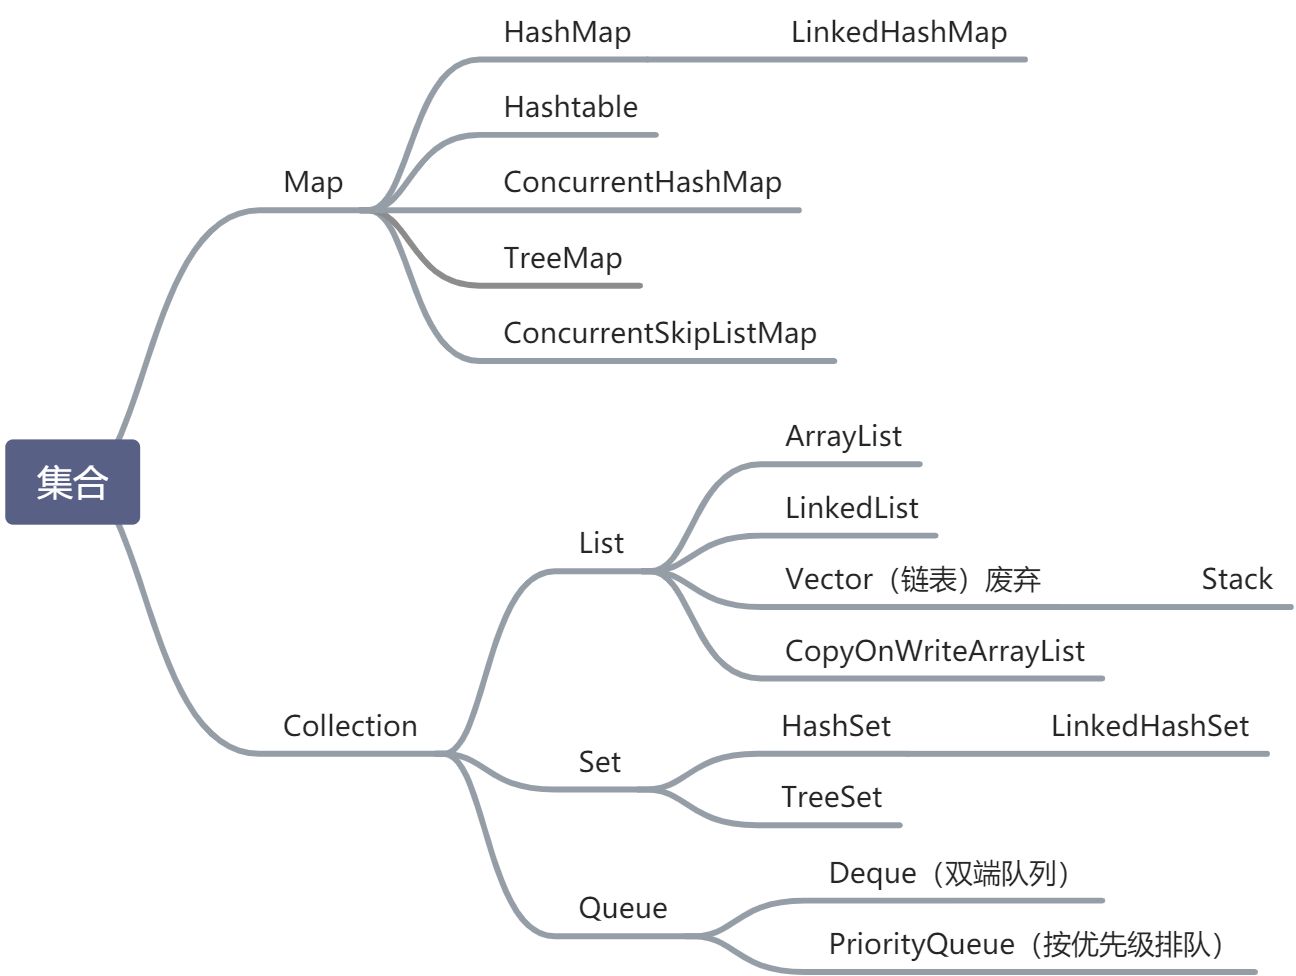 HashMap LinkedHashMap
Hashtable
Map
ConcurrentHashMap
TreeMap
ConcurrentSkipListMap
集合
ArrayList
LinkedList
List
Vector（链表）废弃 Stack
CopyOnWriteArrayList
Collection
HashSet LinkedHashSet
Set
TreeSet
Deque（双端队列）
Queue
PriorityQueue（按优先级排队）